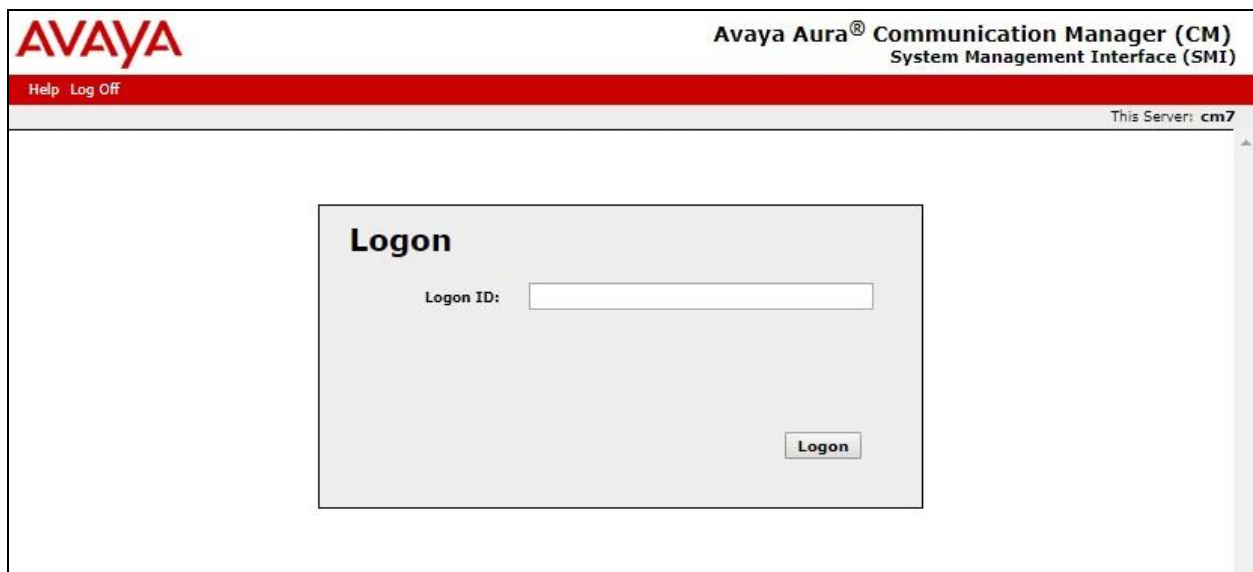 AVAYA
Avaya Aura® Communication Manager (CM)
System Management Interface (SMI)
Help Log Off
This Server: cm7
Logon
Logon ID:
Logon